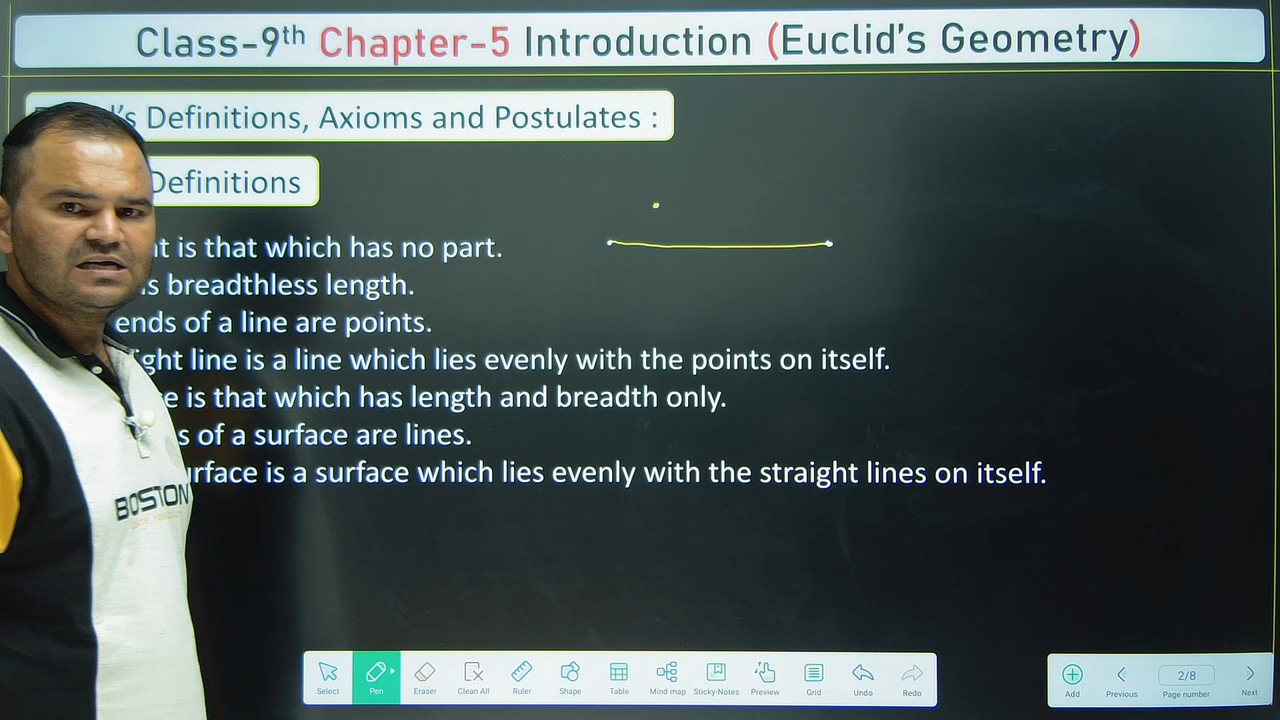 Class-9th Chapter-5 Introduction (Euclid's Geometry)
Definitions, Axioms and Postulates :
Definitions
is that which has no part.
is breadthless length.
ends of a line are points.
line is a line which lies evenly with the points on itself.
is that which has length and breadth only.
of a surface are lines.
is a surface which lies evenly with the straight lines on itself.
BOSTON
Select Pen Eraser Clean All Ruler Shape Table Mind map Sticky-Notes Preview Grid Undo Redo
Add Previous 2/8 Page number Next